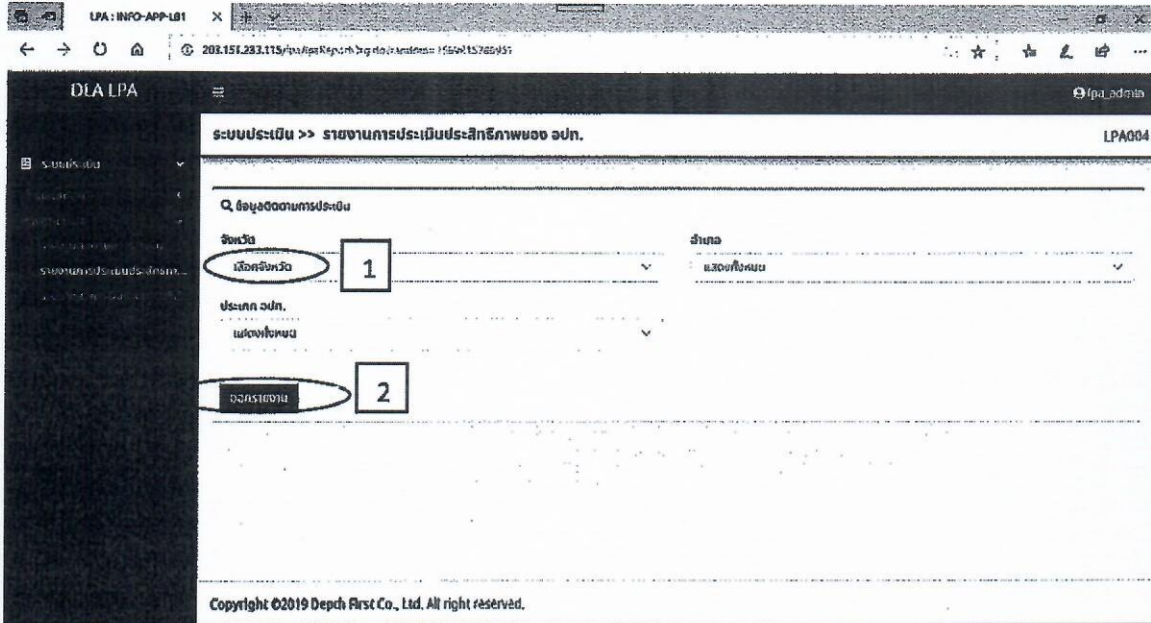 LPA : INFO-APP-LB1
203.151.233.115/lpa/
DLA LPA
lpa_admin
ระบบประเมิน >> รายงานการประเมินประสิทธิภาพของ อปท.
LPA004
ระบบประเมิน
รายงานการประเมินประสิทธิภา...
ข้อมูลติดตามการประเมิน
จังหวัด
อำเภอ
เลือกจังหวัด
1
แสดงทั้งหมด
ประเภท อปท.
แสดงทั้งหมด
ออกรายงาน
2
Copyright ©2019 Depth First Co., Ltd. All right reserved.